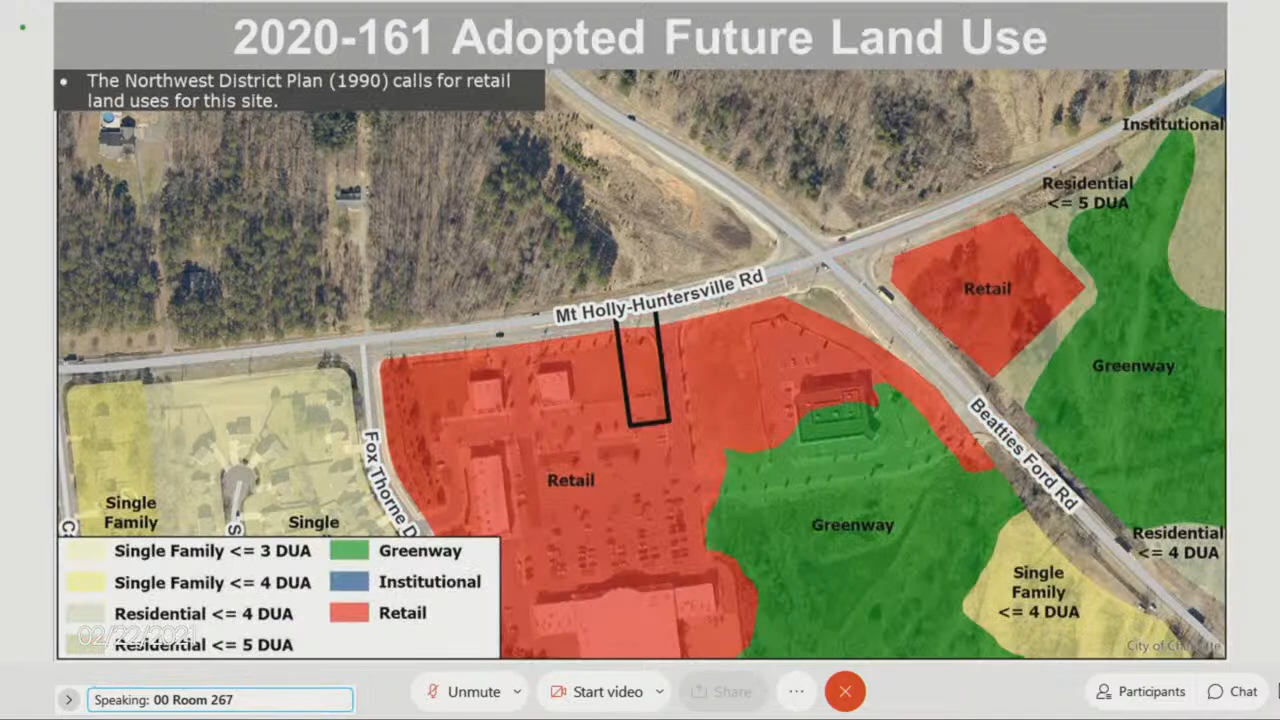 2020-161 Adopted Future Land Use
• The Northwest District Plan (1990) calls for retail
land uses for this site.
Institutional
Residential
<= 5 DUA
Mt Holly-Huntersville Rd
Retail
Greenway
Beatties Ford Rd
Fox Thorne D
Retail
Single
Family
S
Single
Greenway
Residential
<= 4 DUA
Single
Family
<= 4 DUA
Single Family <= 3 DUA
Greenway
Single Family <= 4 DUA
Institutional
Residential <= 4 DUA
Retail
02/22/2021
Residential <= 5 DUA
City of Charlotte
Speaking: 00 Room 267
Unmute
Start video
Share
Participants
Chat